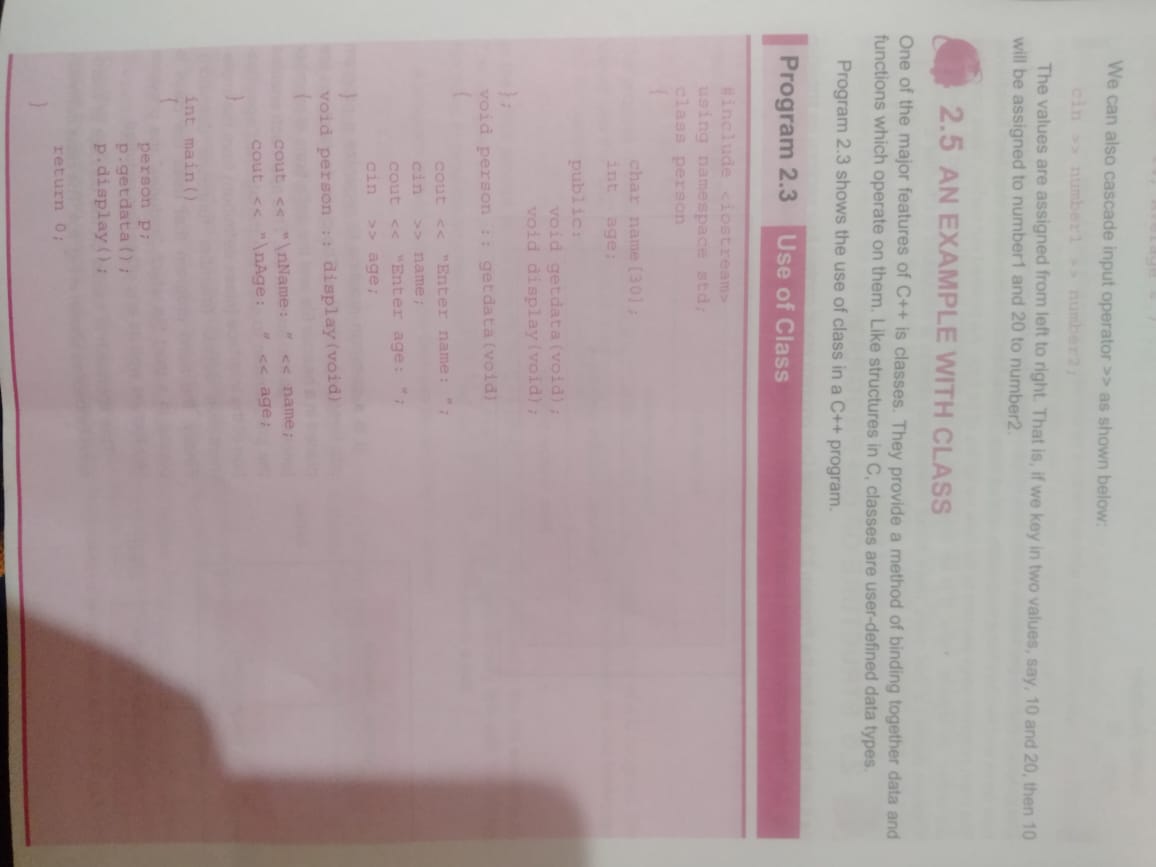 We can also cascade input operator >> as shown below:
cin >> number1 >> number2;
The values are assigned from left to right. That is, if we key in two values, say, 10 and 20, then 10
will be assigned to number1 and 20 to number2.
2.5 AN EXAMPLE WITH CLASS
One of the major features of C++ is classes. They provide a method of binding together data and
functions which operate on them. Like structures in C, classes are user-defined data types.
Program 2.3 shows the use of class in a C++ program.
Program 2.3 Use of Class
#include <iostream>
using namespace std;
class person
{
char name[30];
int age;
public:
void getdata(void);
void display(void);
};
void person :: getdata(void)
{
cout << "Enter name: ";
cin >> name;
cout << "Enter age: ";
cin >> age;
}
void person :: display(void)
{
cout << "\nName: " << name;
cout << "\nAge: " << age;
}
int main()
{
person p;
p.getdata();
p.display();
return 0;
}